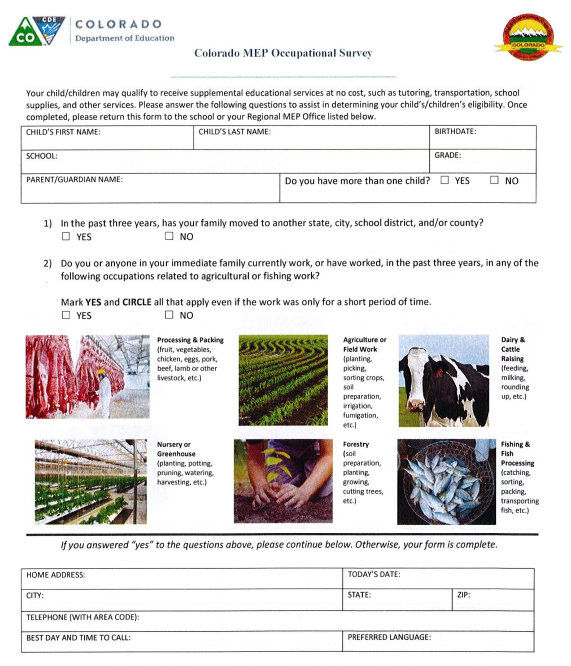 CO
CDE
COLORADO
Department of Education
Colorado MEP Occupational Survey
COLORADO
Your child/children may qualify to receive supplemental educational services at no cost, such as tutoring, transportation, school
supplies, and other services. Please answer the following questions to assist in determining your child's/children's eligibility. Once
completed, please return this form to the school or your Regional MEP Office listed below.
CHILD'S FIRST NAME: CHILD'S LAST NAME: BIRTHDATE:
SCHOOL: GRADE:
PARENT/GUARDIAN NAME: Do you have more than one child? ☐ YES ☐ NO
1) In the past three years, has your family moved to another state, city, school district, and/or county?
☐ YES ☐ NO
2) Do you or anyone in your immediate family currently work, or have worked, in the past three years, in any of the
following occupations related to agricultural or fishing work?
Mark YES and CIRCLE all that apply even if the work was only for a short period of time.
☐ YES ☐ NO
Processing & Packing
(fruit, vegetables,
chicken, eggs, pork,
beef, lamb or other
livestock, etc.)
Agriculture or
Field Work
(planting,
picking,
sorting crops,
soil
preparation,
irrigation,
fumigation,
etc.)
Dairy &
Cattle
Raising
(feeding,
milking,
rounding
up, etc.)
Nursery or
Greenhouse
(planting, potting,
pruning, watering,
harvesting, etc.)
Forestry
(soil
preparation,
planting,
growing,
cutting trees,
etc.)
Fishing &
Fish
Processing
(catching,
sorting,
packing,
transporting
fish, etc.)
If you answered "yes" to the questions above, please continue below. Otherwise, your form is complete.
HOME ADDRESS: TODAY'S DATE:
CITY: STATE: ZIP:
TELEPHONE (WITH AREA CODE):
BEST DAY AND TIME TO CALL: PREFERRED LANGUAGE: